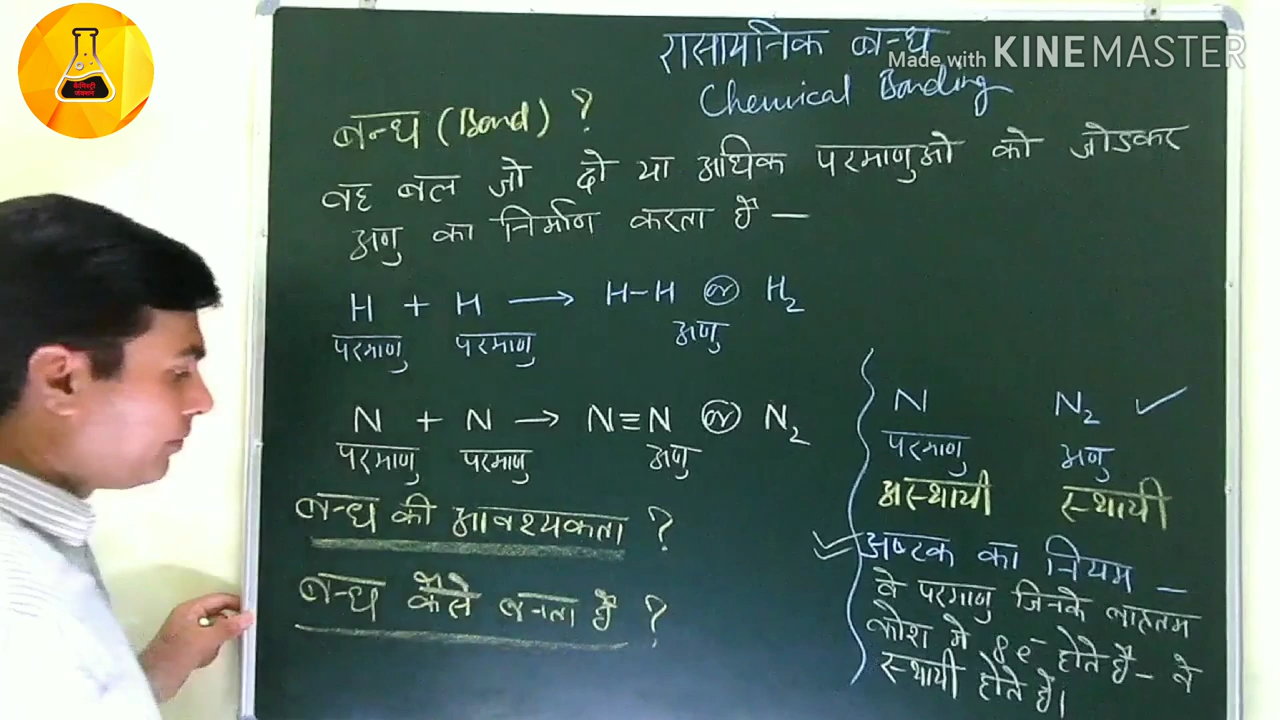 केमिस्ट्री
रासायनिक बन्ध
Made with KINEMASTER
Chemical Bonding
बन्ध (Bond) ?
वह बल जो दो या अधिक परमाणुओ को जोडकर
अणु का निर्माण करता है —
H + H ⟶ H-H or H₂
परमाणु परमाणु अणु
N + N ⟶ N≡N or N₂
परमाणु परमाणु अणु
बन्ध की आवश्यकता ?
बन्ध कैसे बनता है ?
N N₂ ✓
परमाणु अणु
अस्थायी स्थायी
✓ अष्टक का नियम —
वे परमाणु जिनके बाह्यतम
कोश मे 8e⁻ होते है – वे
स्थायी होते है।